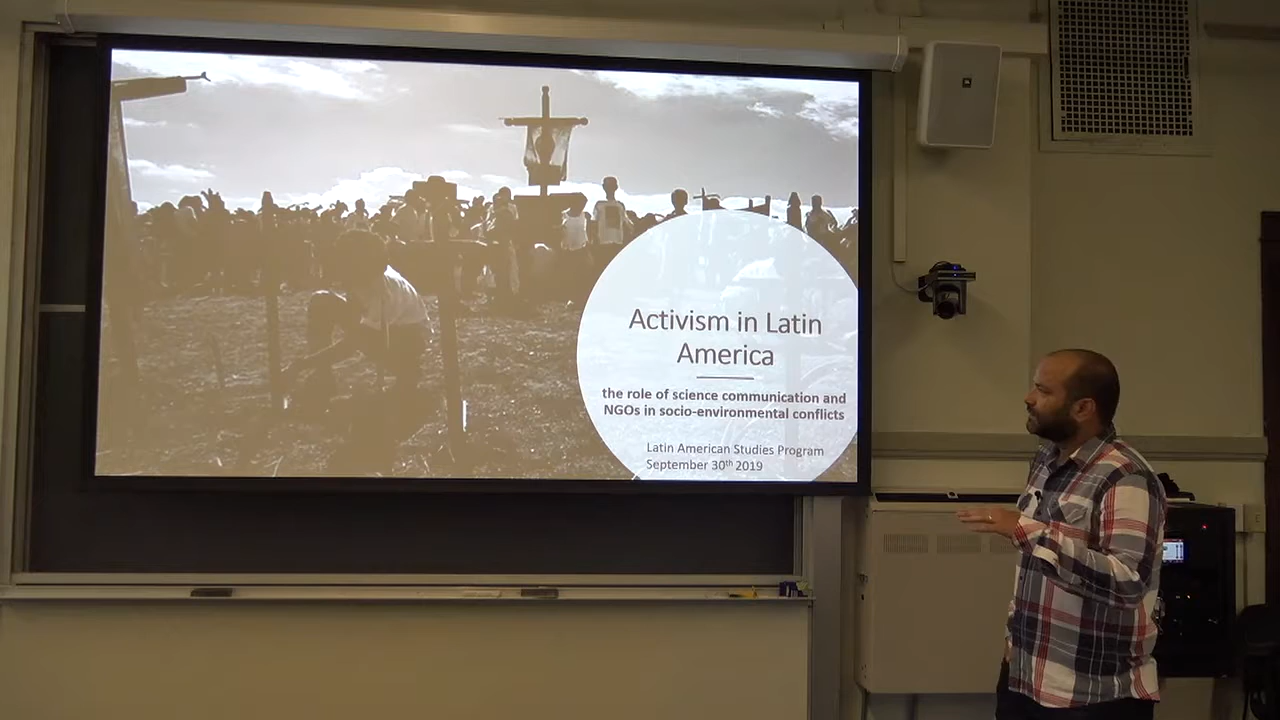 Activism in Latin
America
the role of science communication and
NGOs in socio-environmental conflicts
Latin American Studies Program
September 30th 2019